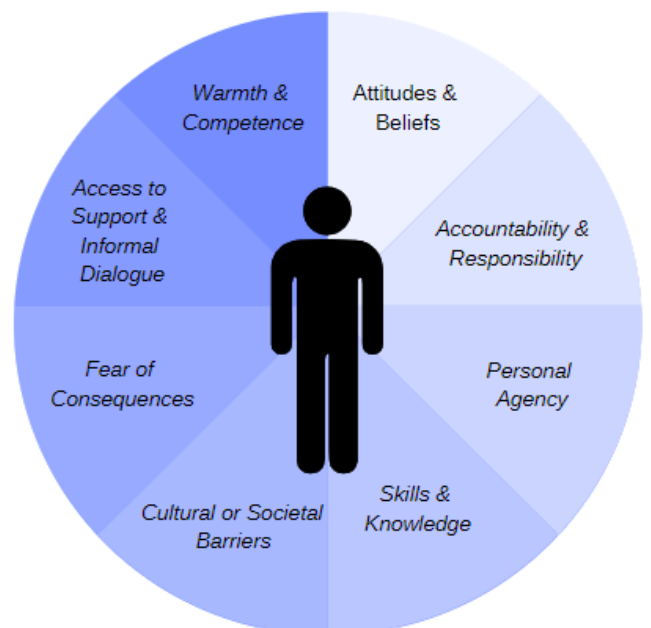 Warmth &
Competence
Attitudes &
Beliefs
Accountability &
Responsibility
Personal
Agency
Skills &
Knowledge
Cultural or Societal
Barriers
Fear of
Consequences
Access to
Support &
Informal
Dialogue